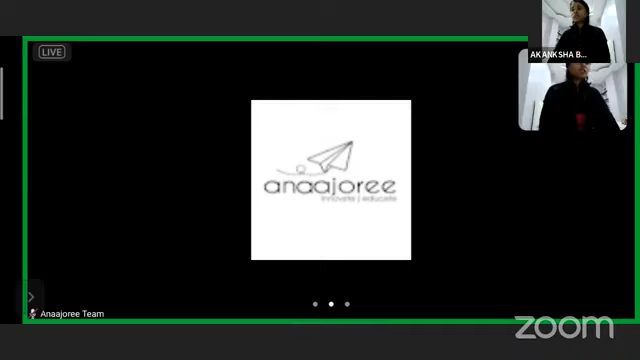 AKANKSHA B...
LIVE
anaajoree
innovate | educate
Anaajoree Team
zoom